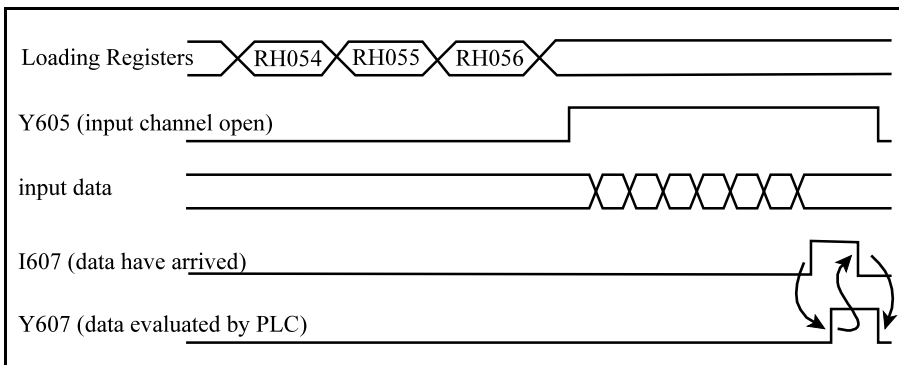 Loading Registers RH054 RH055 RH056
Y605 (input channel open)
input data
I607 (data have arrived)
Y607 (data evaluated by PLC)